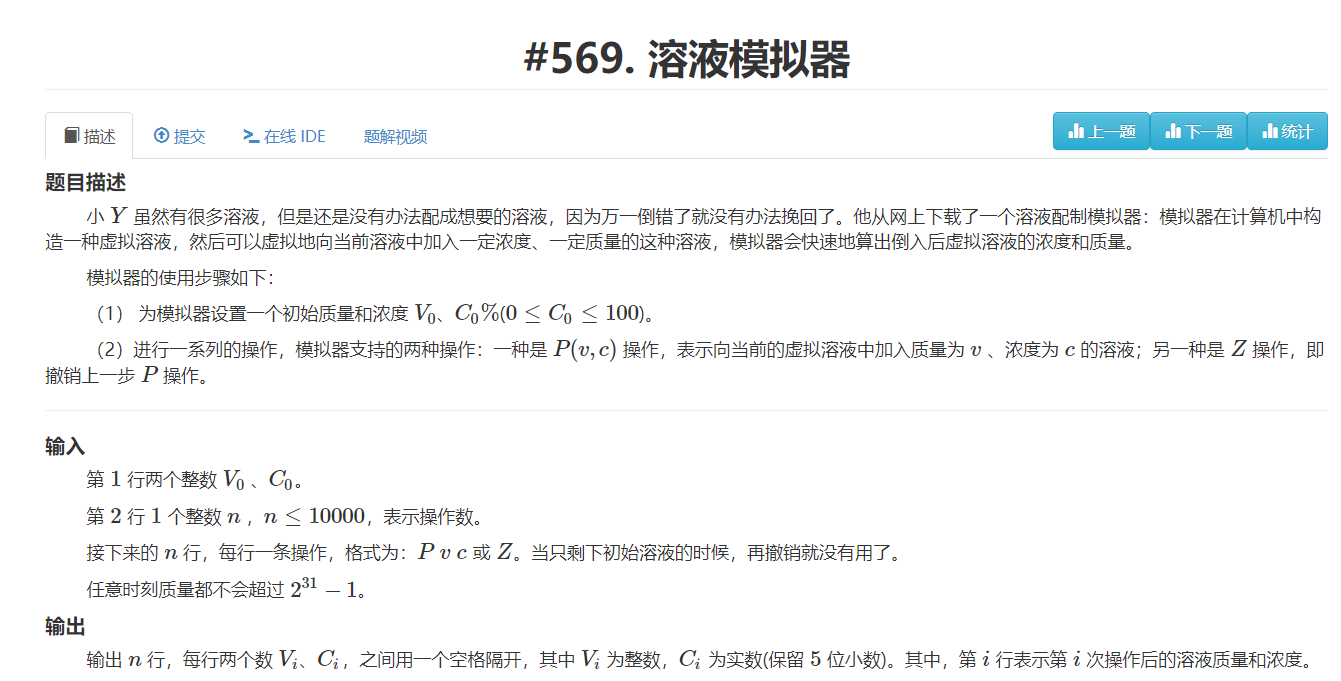 #569. 溶液模拟器
描述 提交 在线 IDE 题解视频 上一题 下一题 统计
题目描述
小 Y 虽然有很多溶液，但是还是没有办法配成想要的溶液，因为万一倒错了就没有办法挽回了。他从网上下载了一个溶液配制模拟器：模拟器在计算机中构
造一种虚拟溶液，然后可以虚拟地向当前溶液中加入一定浓度、一定质量的这种溶液，模拟器会快速地算出倒入后虚拟溶液的浓度和质量。
模拟器的使用步骤如下：
（1） 为模拟器设置一个初始质量和浓度 V₀、C₀%(0 ≤ C₀ ≤ 100)。
（2）进行一系列的操作，模拟器支持的两种操作：一种是 P(v, c) 操作，表示向当前的虚拟溶液中加入质量为 v 、浓度为 c 的溶液；另一种是 Z 操作，即
撤销上一步 P 操作。
输入
第 1 行两个整数 V₀ 、C₀。
第 2 行 1 个整数 n ，n ≤ 10000，表示操作数。
接下来的 n 行，每行一条操作，格式为：P v c 或 Z。当只剩下初始溶液的时候，再撤销就没有用了。
任意时刻质量都不会超过 2³¹ − 1。
输出
输出 n 行，每行两个数 Vᵢ、Cᵢ，之间用一个空格隔开，其中 Vᵢ 为整数，Cᵢ 为实数(保留 5 位小数)。其中，第 i 行表示第 i 次操作后的溶液质量和浓度。